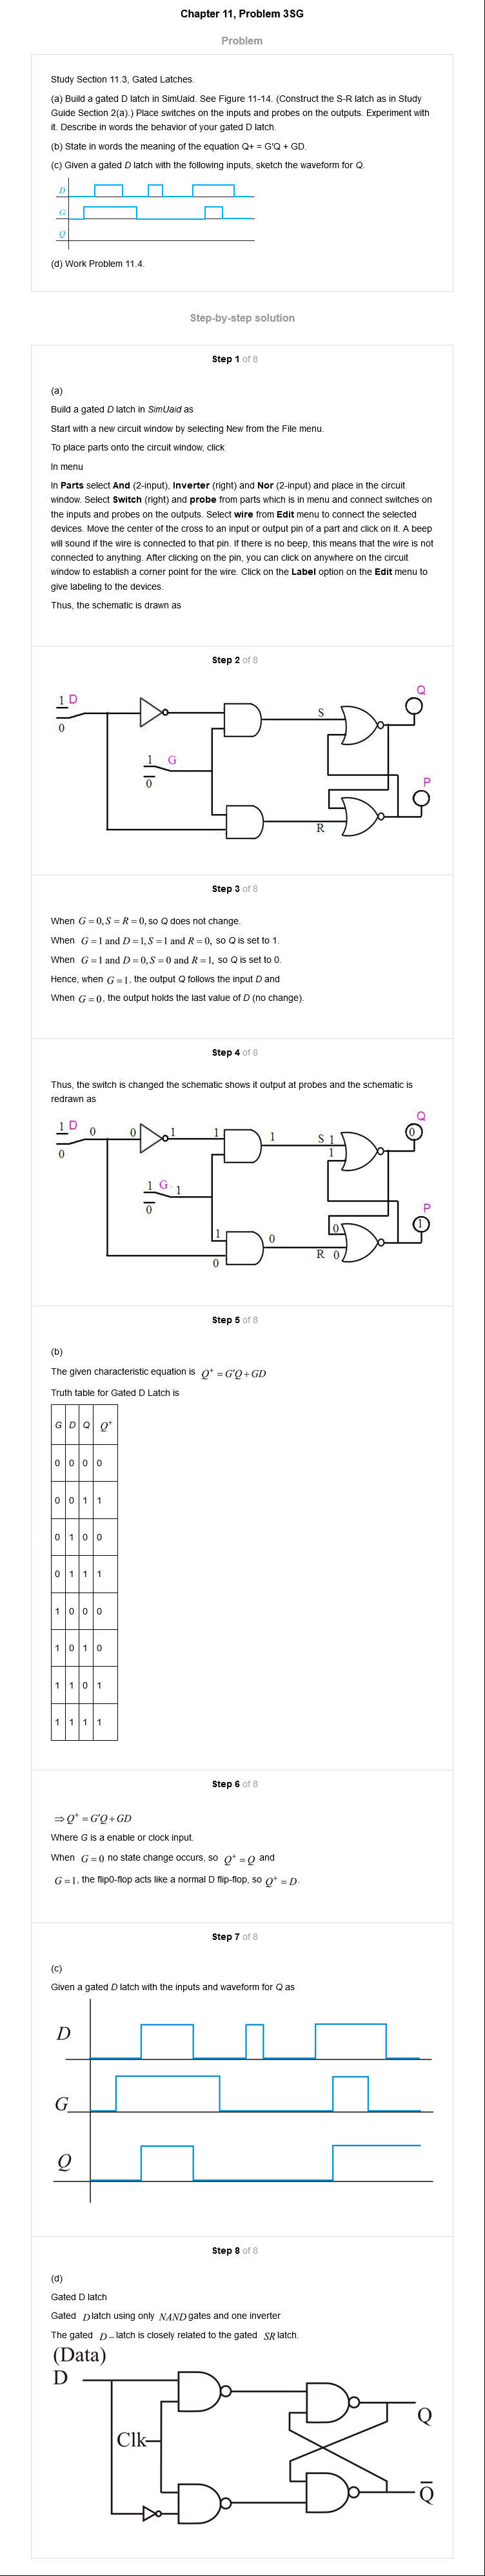 Chapter 11, Problem 3SG
Problem
Study Section 11.3, Gated Latches.
(a) Build a gated D latch in SimUaid. See Figure 11-14. (Construct the S-R latch as in Study
Guide Section 2(a).) Place switches on the inputs and probes on the outputs. Experiment with
it. Describe in words the behavior of your gated D latch.
(b) State in words the meaning of the equation Q+ = G'Q + GD.
(c) Given a gated D latch with the following inputs, sketch the waveform for Q.
D
G
Q
(d) Work Problem 11.4.
Step-by-step solution
Step 1 of 8
(a)
Build a gated D latch in SimUaid as
Start with a new circuit window by selecting New from the File menu.
To place parts onto the circuit window, click
In menu
In Parts select And (2-input), Inverter (right) and Nor (2-input) and place in the circuit
window. Select Switch (right) and probe from parts which is in menu and connect switches on
the inputs and probes on the outputs. Select wire from Edit menu to connect the selected
devices. Move the center of the cross to an input or output pin of a part and click on it. A beep
will sound if the wire is connected to that pin. If there is no beep, this means that the wire is not
connected to anything. After clicking on the pin, you can click on anywhere on the circuit
window to establish a corner point for the wire. Click on the Label option on the Edit menu to
give labeling to the devices.
Thus, the schematic is drawn as
Step 2 of 8
Q
1 D
0
S
1 G
0
P
R
Step 3 of 8
When G = 0, S = R = 0, so Q does not change.
When G = 1 and D = 1, S = 1 and R = 0, so Q is set to 1.
When G = 1 and D = 0, S = 0 and R = 1, so Q is set to 0.
Hence, when G = 1, the output Q follows the input D and
When G = 0, the output holds the last value of D (no change).
Step 4 of 8
Thus, the switch is changed the schematic shows it output at probes and the schematic is
redrawn as
Q
1 D 0 0 1 1 1 S 1 0
0 1
1 G 1
0
P
1 0 1
0 0 R 0
Step 5 of 8
(b)
The given characteristic equation is Q⁺ = G'Q + GD
Truth table for Gated D Latch is
G D Q Q⁺
0 0 0 0
0 0 1 1
0 1 0 0
0 1 1 1
1 0 0 0
1 0 1 0
1 1 0 1
1 1 1 1
Step 6 of 8
⇒ Q⁺ = G'Q + GD
Where G is a enable or clock input.
When G = 0 no state change occurs, so Q⁺ = Q and
G = 1, the flip0-flop acts like a normal D flip-flop, so Q⁺ = D.
Step 7 of 8
(c)
Given a gated D latch with the inputs and waveform for Q as
D
G
Q
Step 8 of 8
(d)
Gated D latch
Gated D latch using only NAND gates and one inverter
The gated D – latch is closely related to the gated SR latch.
(Data)
D
Q
Clk
Q̅